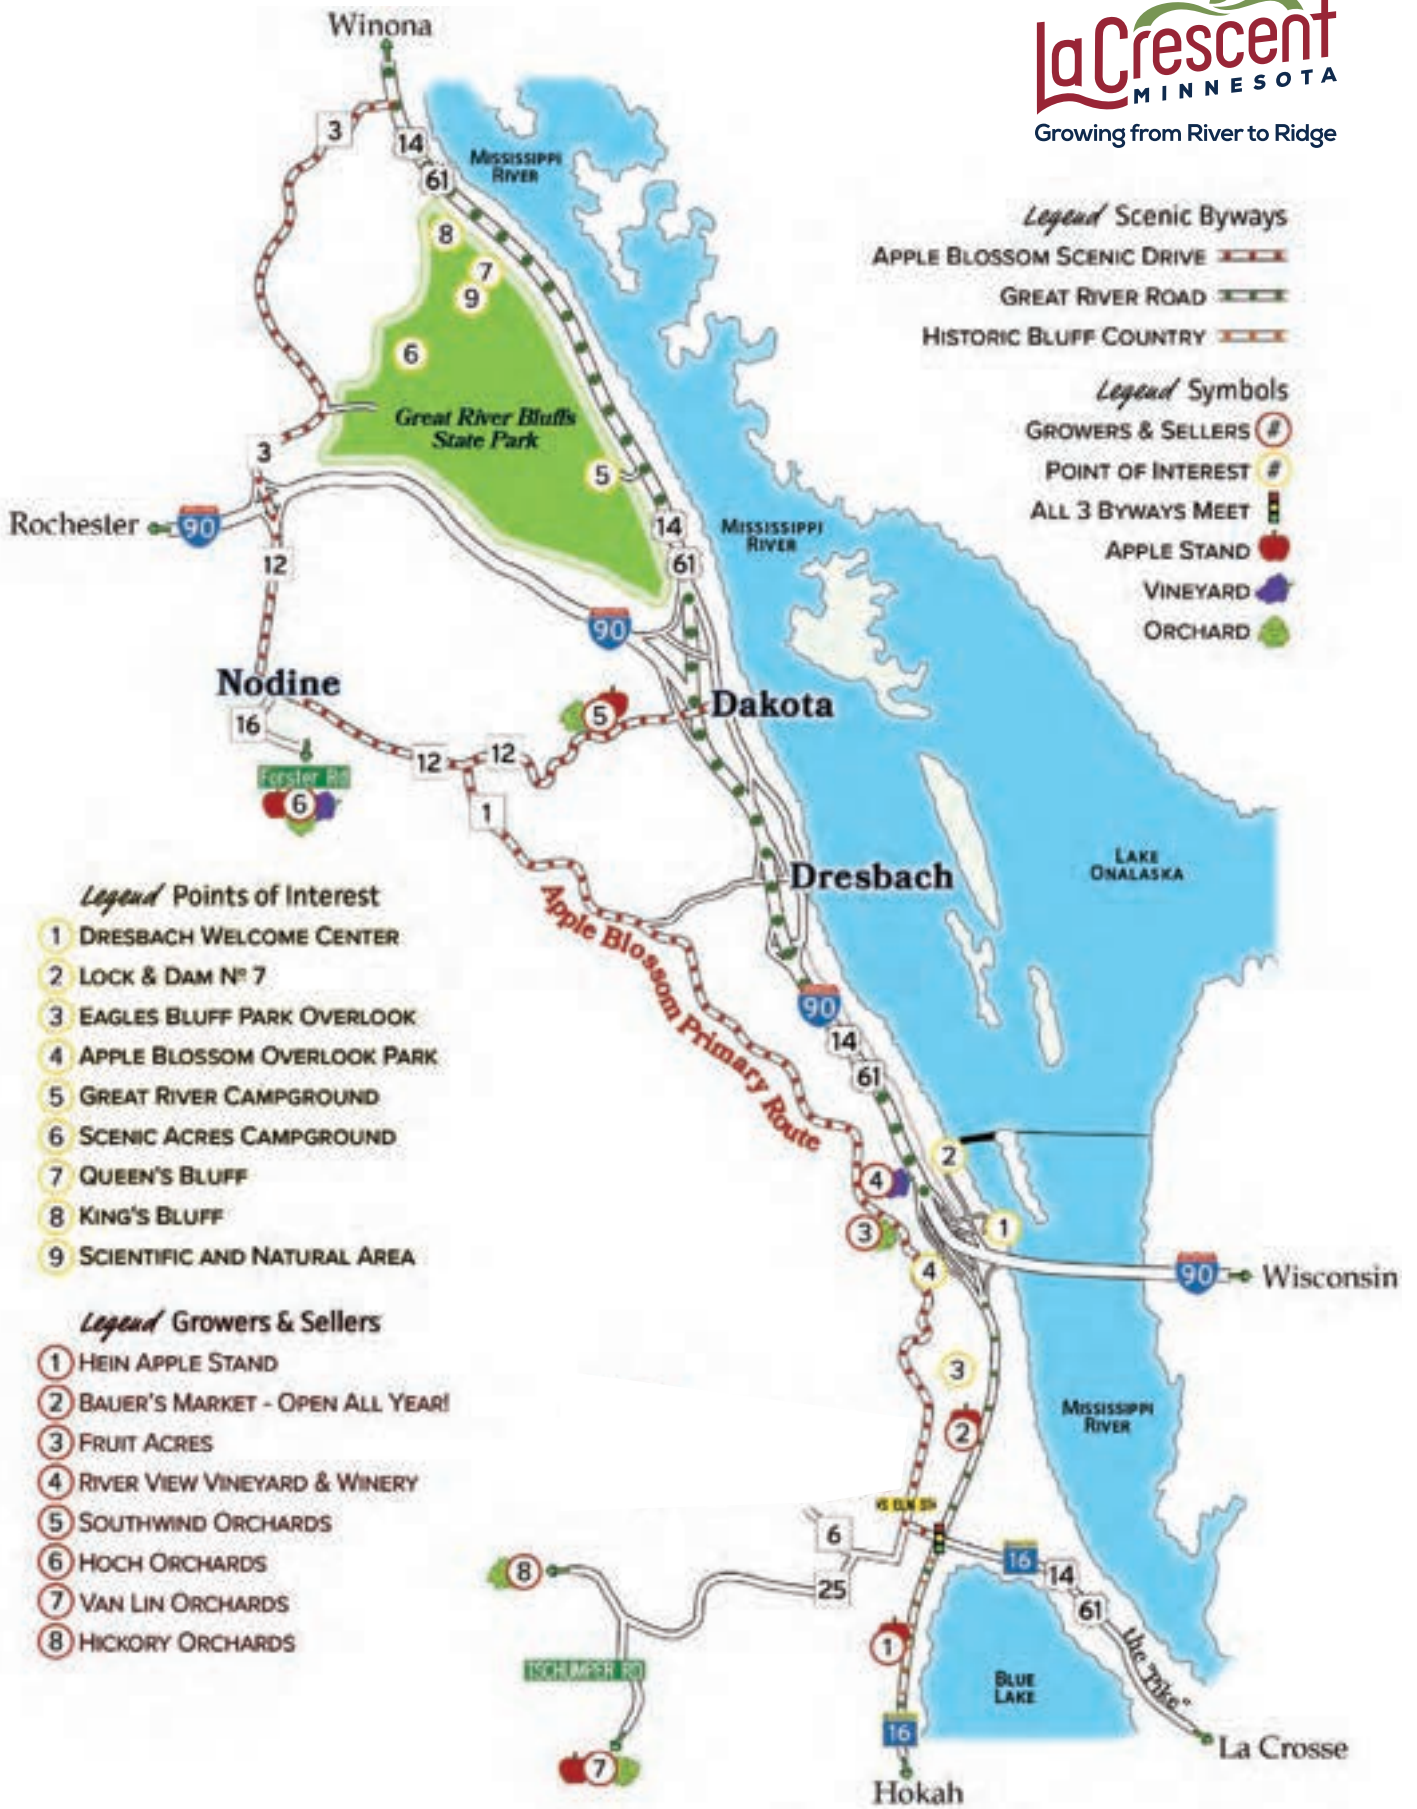 Winona
La Crescent
MINNESOTA
Growing from River to Ridge
3
14
61
MISSISSIPPI
RIVER
Legend Scenic Byways
APPLE BLOSSOM SCENIC DRIVE
GREAT RIVER ROAD
HISTORIC BLUFF COUNTRY
Legend Symbols
GROWERS & SELLERS #
POINT OF INTEREST #
ALL 3 BYWAYS MEET
APPLE STAND
VINEYARD
ORCHARD
8
7
9
6
Great River Bluffs
State Park
5
3
Rochester
90
12
14
61
MISSISSIPPI
RIVER
90
Nodine
16
Forster Rd
6
5
Dakota
12
12
1
Dresbach
LAKE
ONALASKA
Apple Blossom Primary Route
90
14
61
2
4
3
1
4
90
Wisconsin
3
2
MISSISSIPPI
RIVER
Legend Points of Interest
1 DRESBACH WELCOME CENTER
2 LOCK & DAM Nº 7
3 EAGLES BLUFF PARK OVERLOOK
4 APPLE BLOSSOM OVERLOOK PARK
5 GREAT RIVER CAMPGROUND
6 SCENIC ACRES CAMPGROUND
7 QUEEN'S BLUFF
8 KING'S BLUFF
9 SCIENTIFIC AND NATURAL AREA
Legend Growers & Sellers
1 HEIN APPLE STAND
2 BAUER'S MARKET - OPEN ALL YEAR!
3 FRUIT ACRES
4 RIVER VIEW VINEYARD & WINERY
5 SOUTHWIND ORCHARDS
6 HOCH ORCHARDS
7 VAN LIN ORCHARDS
8 HICKORY ORCHARDS
ELM
6
25
16
14
61
the "Pike"
8
TSCHUMPER RD
7
1
BLUE
LAKE
16
La Crosse
Hokah